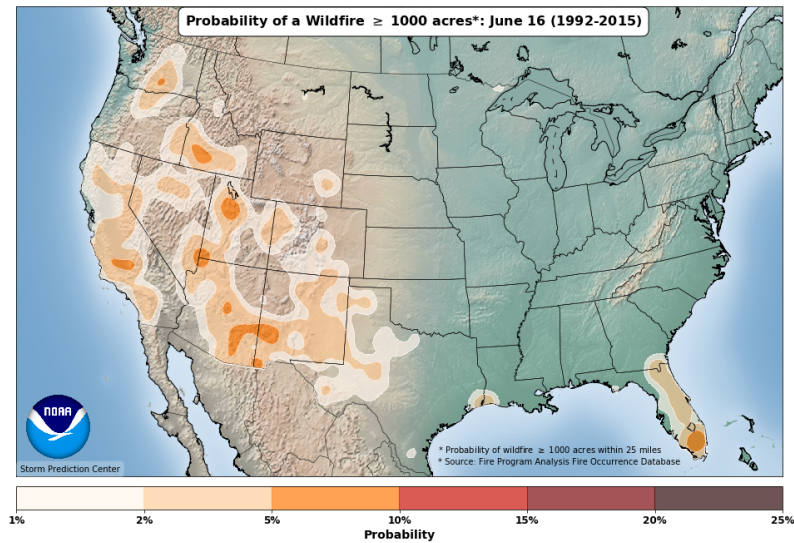 Probability of a Wildfire ≥ 1000 acres*: June 16 (1992-2015)
NOAA
Storm Prediction Center
* Probability of wildfire ≥ 1000 acres within 25 miles
* Source: Fire Program Analysis Fire Occurrence Database
1% 2% 5% 10% 15% 20% 25%
Probability